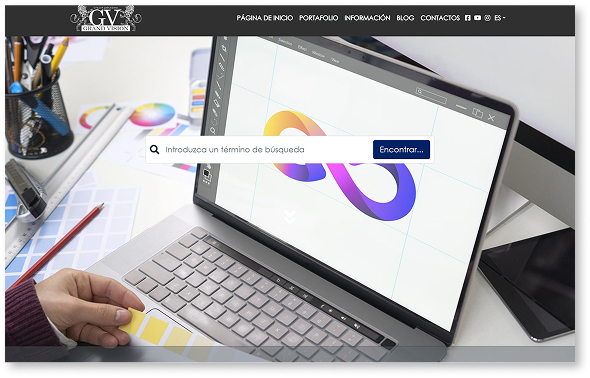 GV
GRAND VISION
PÁGINA DE INICIO PORTAFOLIO INFORMACIÓN BLOG CONTACTOS ES
Introduzca un término de búsqueda
Encontrar...